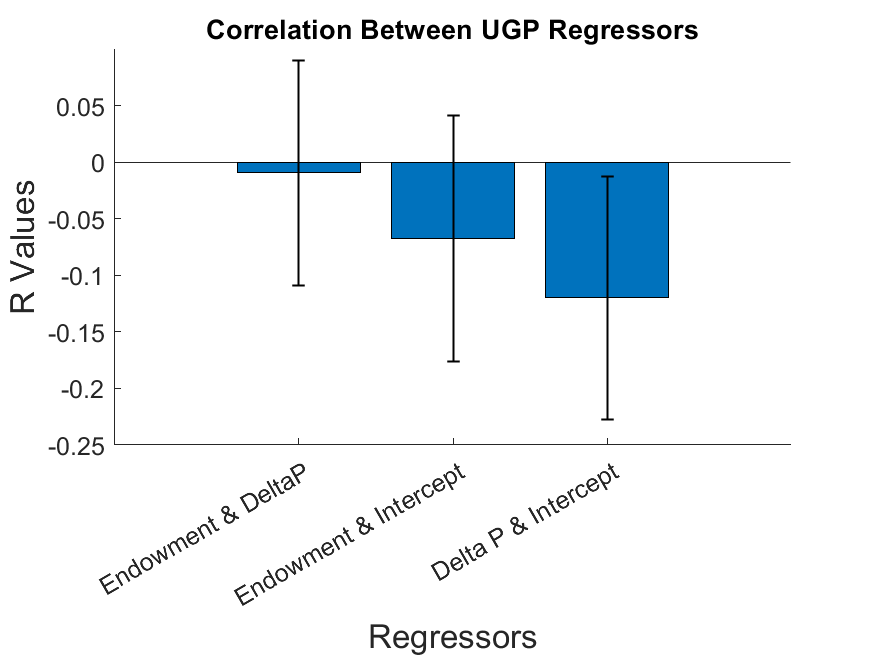 Correlation Between UGP Regressors
0.05
0
-0.05
-0.1
-0.15
-0.2
-0.25
R Values
Endowment & DeltaP
Endowment & Intercept
Delta P & Intercept
Regressors